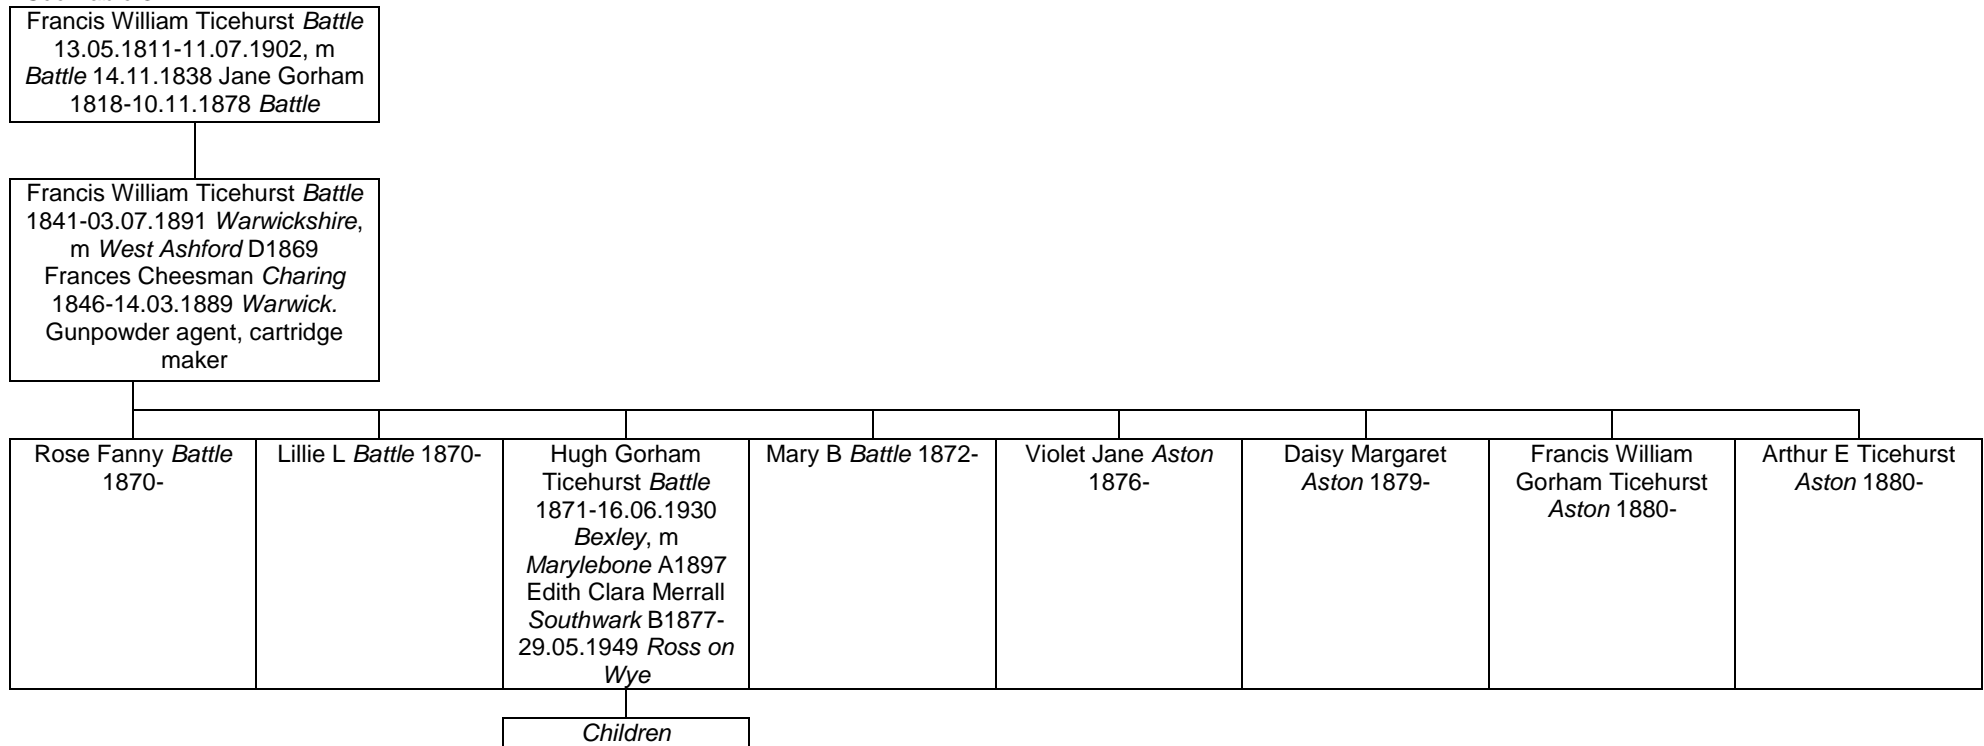 Francis William Ticehurst Battle
13.05.1811-11.07.1902, m
Battle 14.11.1838 Jane Gorham
1818-10.11.1878 Battle
Francis William Ticehurst Battle
1841-03.07.1891 Warwickshire,
m West Ashford D1869
Frances Cheesman Charing
1846-14.03.1889 Warwick.
Gunpowder agent, cartridge
maker
Rose Fanny Battle
1870-
Lillie L Battle 1870-
Hugh Gorham
Ticehurst Battle
1871-16.06.1930
Bexley, m
Marylebone A1897
Edith Clara Merrall
Southwark B1877-
29.05.1949 Ross on
Wye
Mary B Battle 1872-
Violet Jane Aston
1876-
Daisy Margaret
Aston 1879-
Francis William
Gorham Ticehurst
Aston 1880-
Arthur E Ticehurst
Aston 1880-
Children